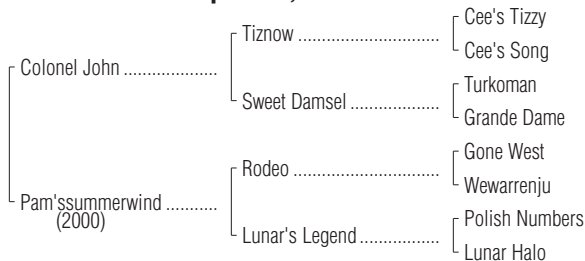 Cee's Tizzy
Tiznow ..............................
Cee's Song
Colonel John ....................
Turkoman
Sweet Damsel ...................
Grande Dame
Gone West
Rodeo ...............................
Wewarrenju
Pam'ssummerwind ...........
(2000)
Polish Numbers
Lunar's Legend .................
Lunar Halo